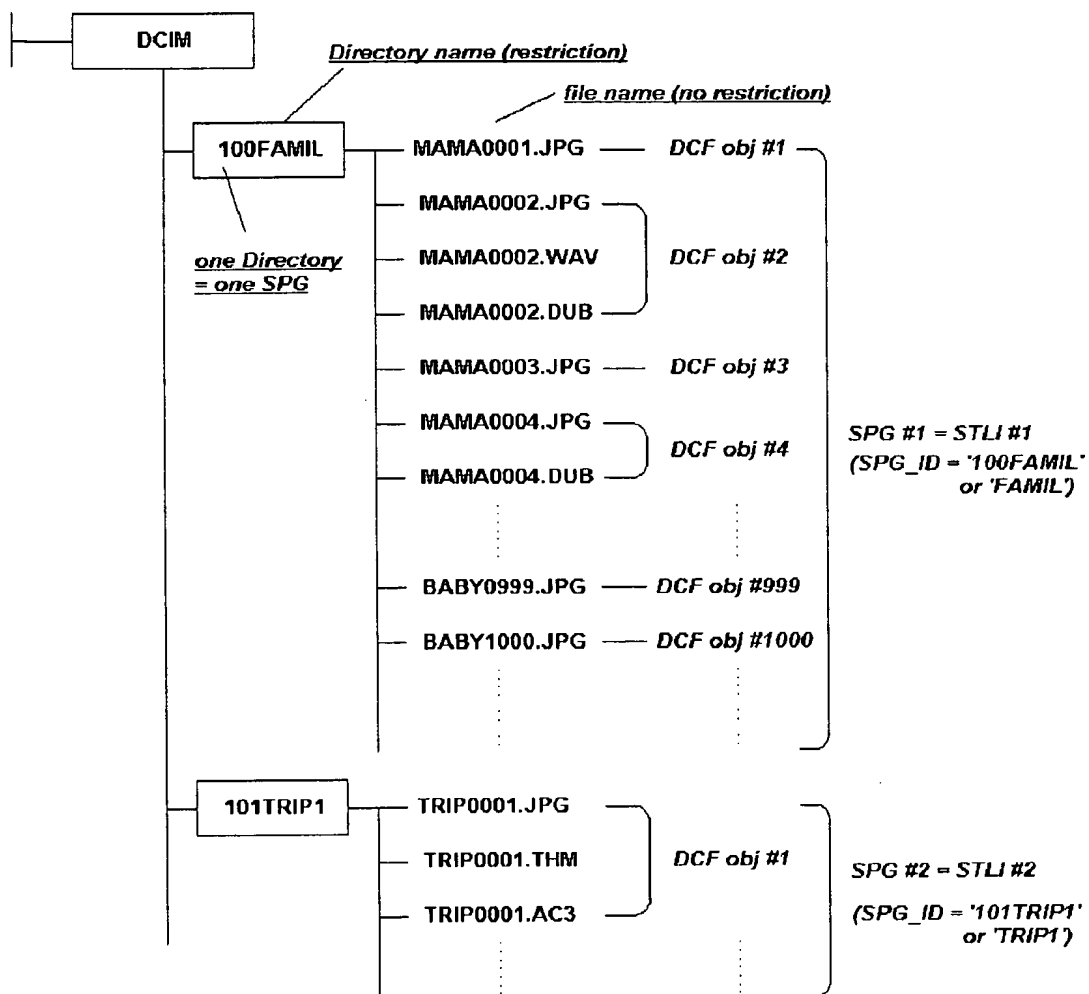 DCIM
Directory name (restriction)
file name (no restriction)
100FAMIL
MAMA0001.JPG
DCF obj #1
MAMA0002.JPG
MAMA0002.WAV
DCF obj #2
one Directory
= one SPG
MAMA0002.DUB
MAMA0003.JPG
DCF obj #3
MAMA0004.JPG
DCF obj #4
MAMA0004.DUB
SPG #1 = STLI #1
(SPG_ID = '100FAMIL'
or 'FAMIL')
BABY0999.JPG
DCF obj #999
BABY1000.JPG
DCF obj #1000
101TRIP1
TRIP0001.JPG
TRIP0001.THM
DCF obj #1
TRIP0001.AC3
SPG #2 = STLI #2
(SPG_ID = '101TRIP1'
or 'TRIP1')